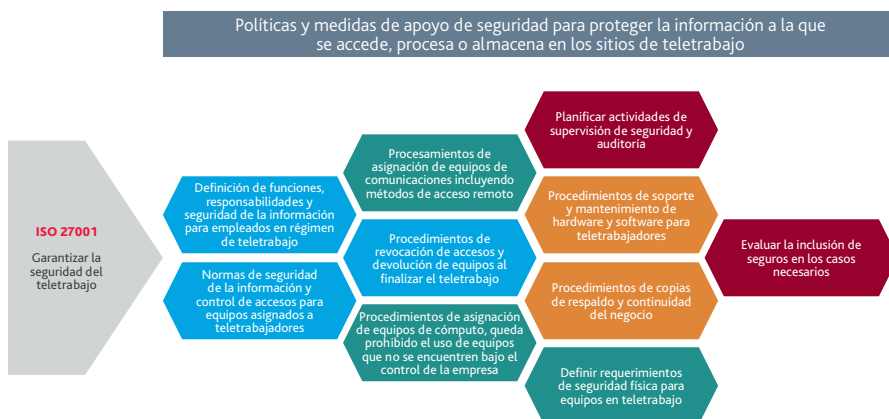 Políticas y medidas de apoyo de seguridad para proteger la información a la que
se accede, procesa o almacena en los sitios de teletrabajo
ISO 27001
Garantizar la
seguridad del
teletrabajo
Definición de funciones,
responsabilidades y
seguridad de la información
para empleados en régimen
de teletrabajo
Normas de seguridad
de la información y
control de accesos para
equipos asignados a
teletrabajadores
Procesamientos de
asignación de equipos de
comunicaciones incluyendo
métodos de acceso remoto
Procedimientos de
revocación de accesos y
devolución de equipos al
finalizar el teletrabajo
Procedimientos de asignación
de equipos de cómputo, queda
prohibido el uso de equipos
que no se encuentren bajo el
control de la empresa
Planificar actividades de
supervisión de seguridad y
auditoría
Procedimientos de soporte
y mantenimiento de
hardware y software para
teletrabajadores
Procedimientos de copias
de respaldo y continuidad
del negocio
Definir requerimientos
de seguridad física para
equipos en teletrabajo
Evaluar la inclusión de
seguros en los casos
necesarios